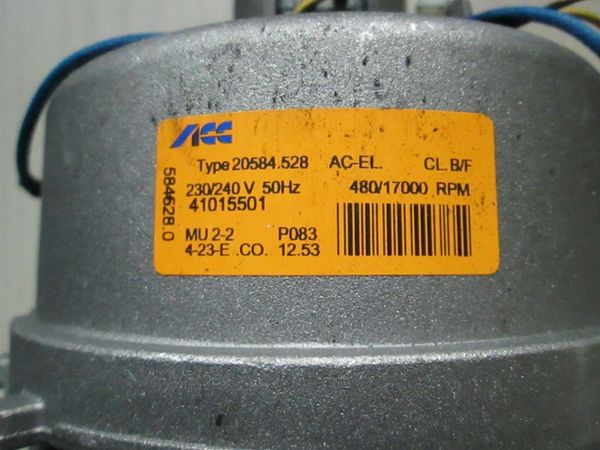 ACC
Type 20584.528 AC-EL. CL.B/F
230/240 V 50Hz 480/17000 RPM
41015501
MU 2-2 P083
4-23-E .CO. 12.53
584628.0